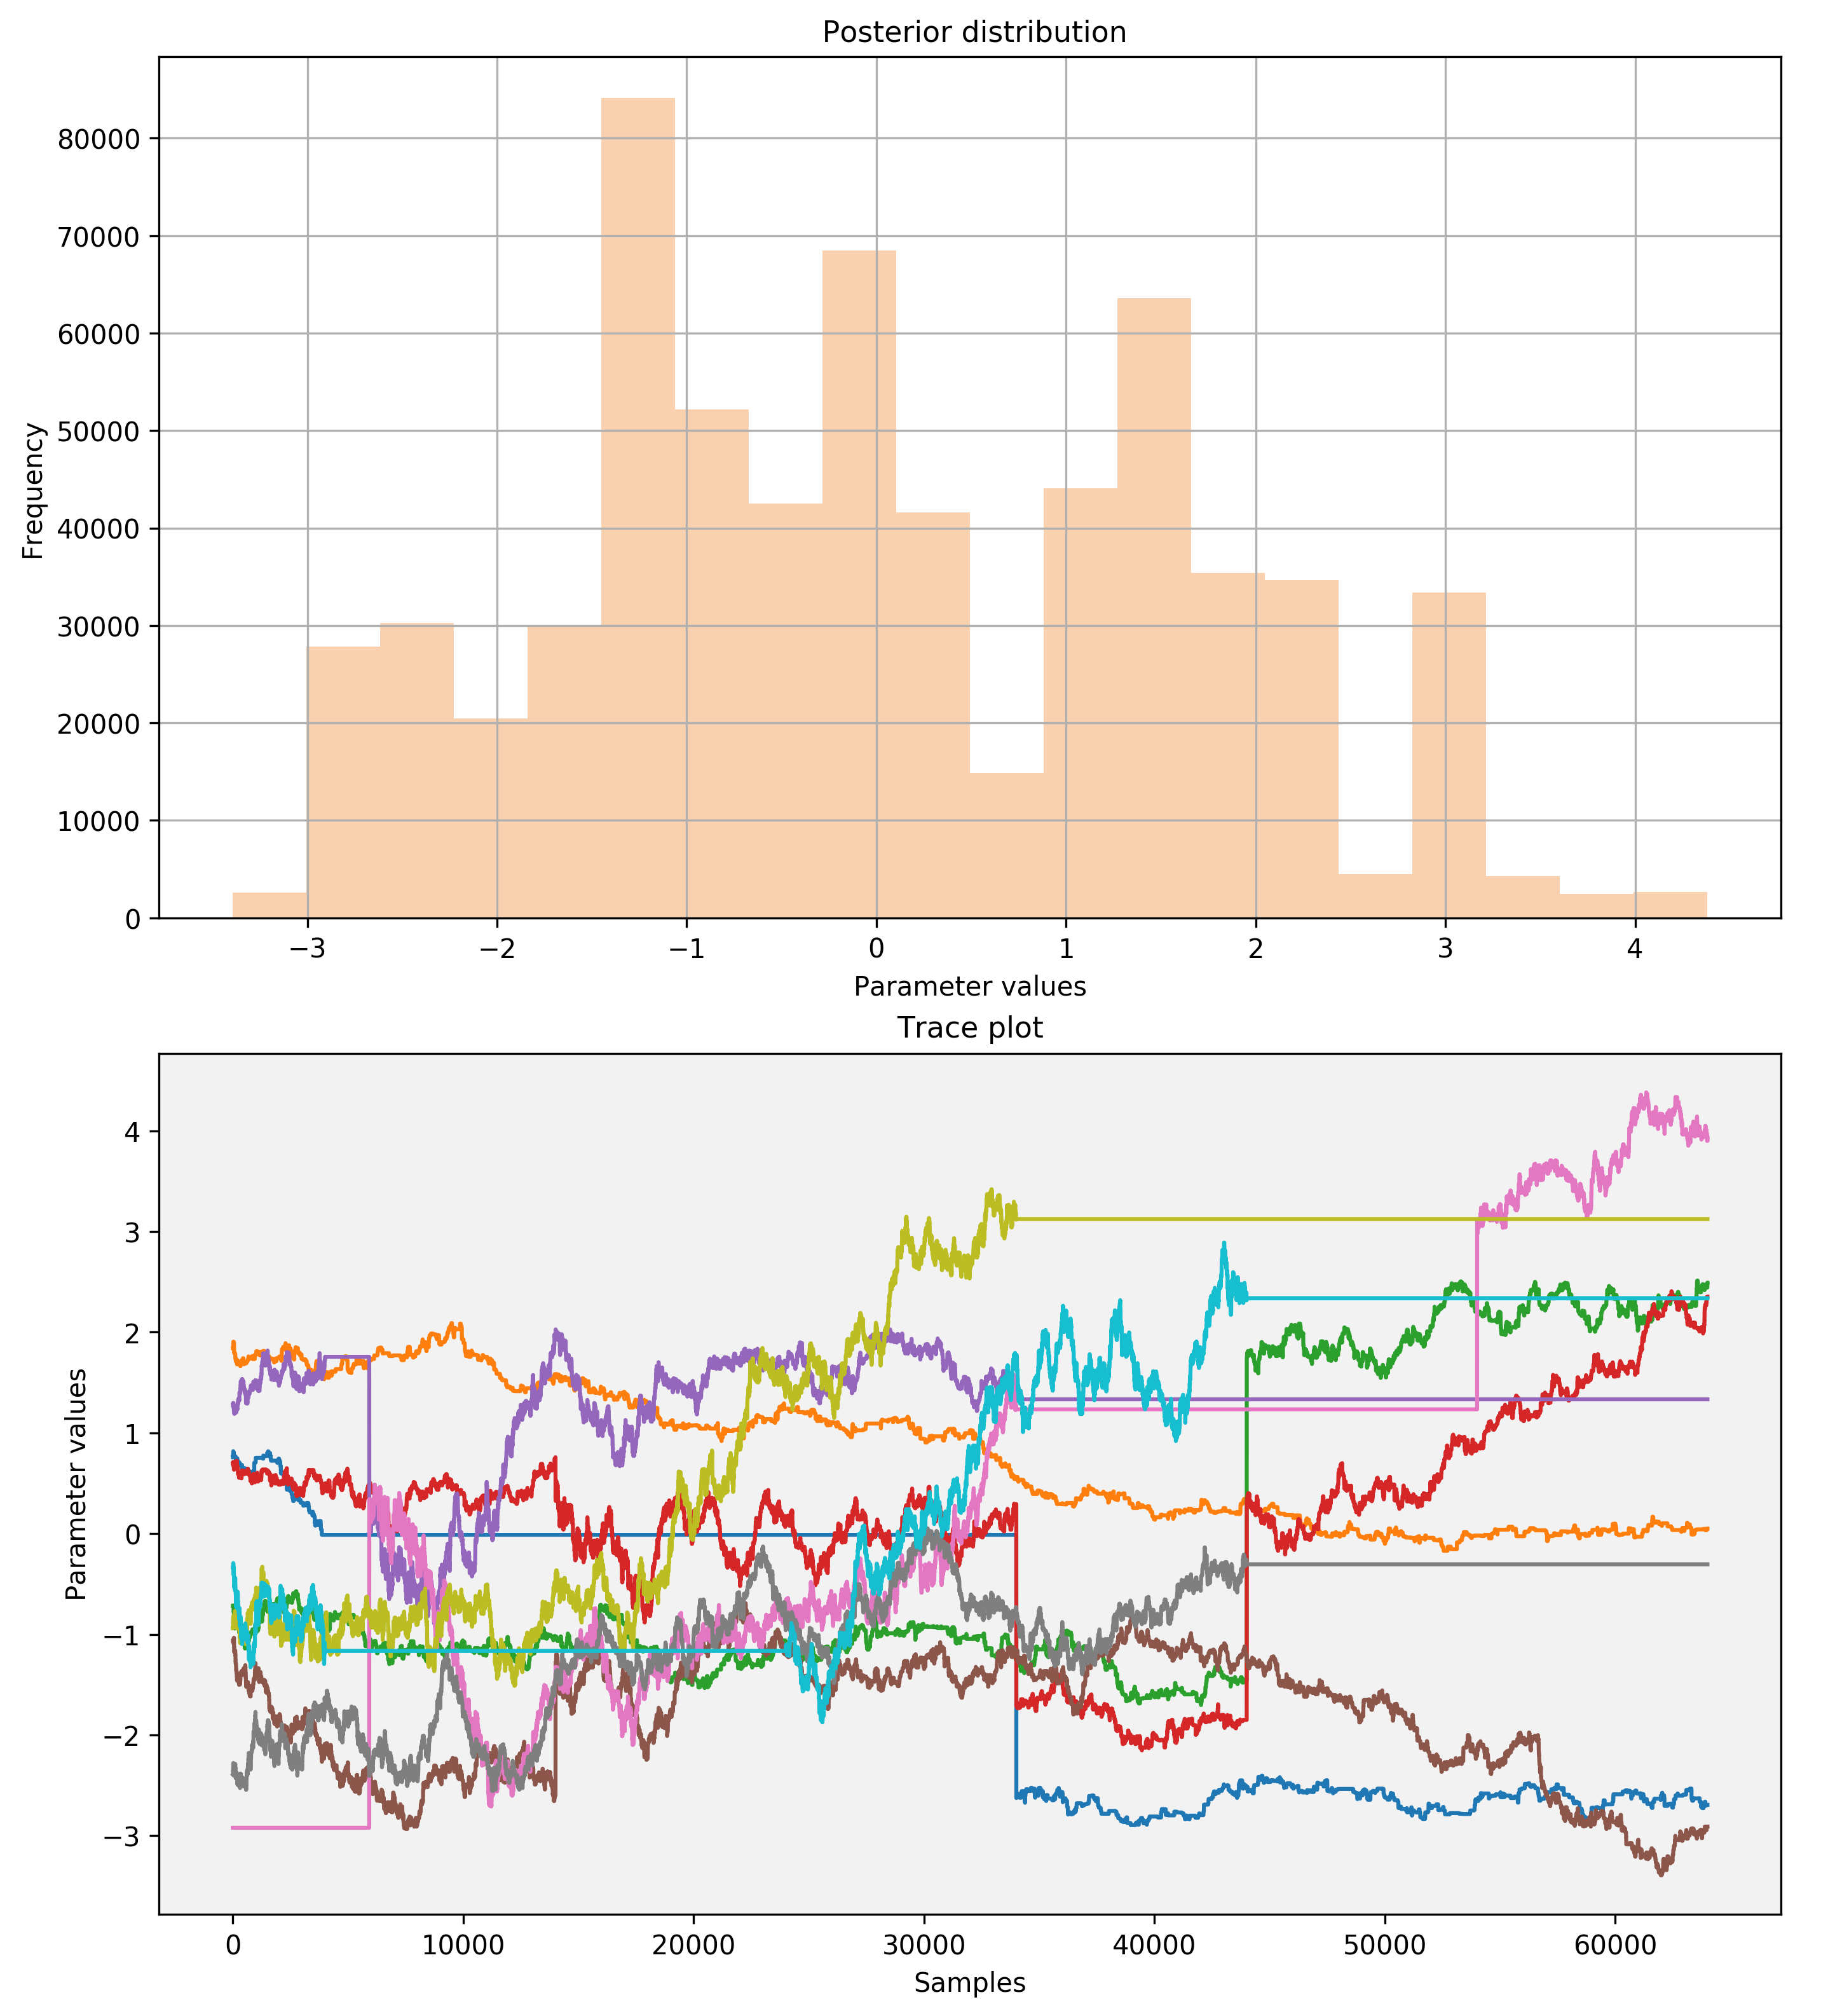 Posterior distribution
Frequency
80000
70000
60000
50000
40000
30000
20000
10000
0
−3 −2 −1 0 1 2 3 4
Parameter values
Trace plot
Parameter values
4
3
2
1
0
−1
−2
−3
0 10000 20000 30000 40000 50000 60000
Samples